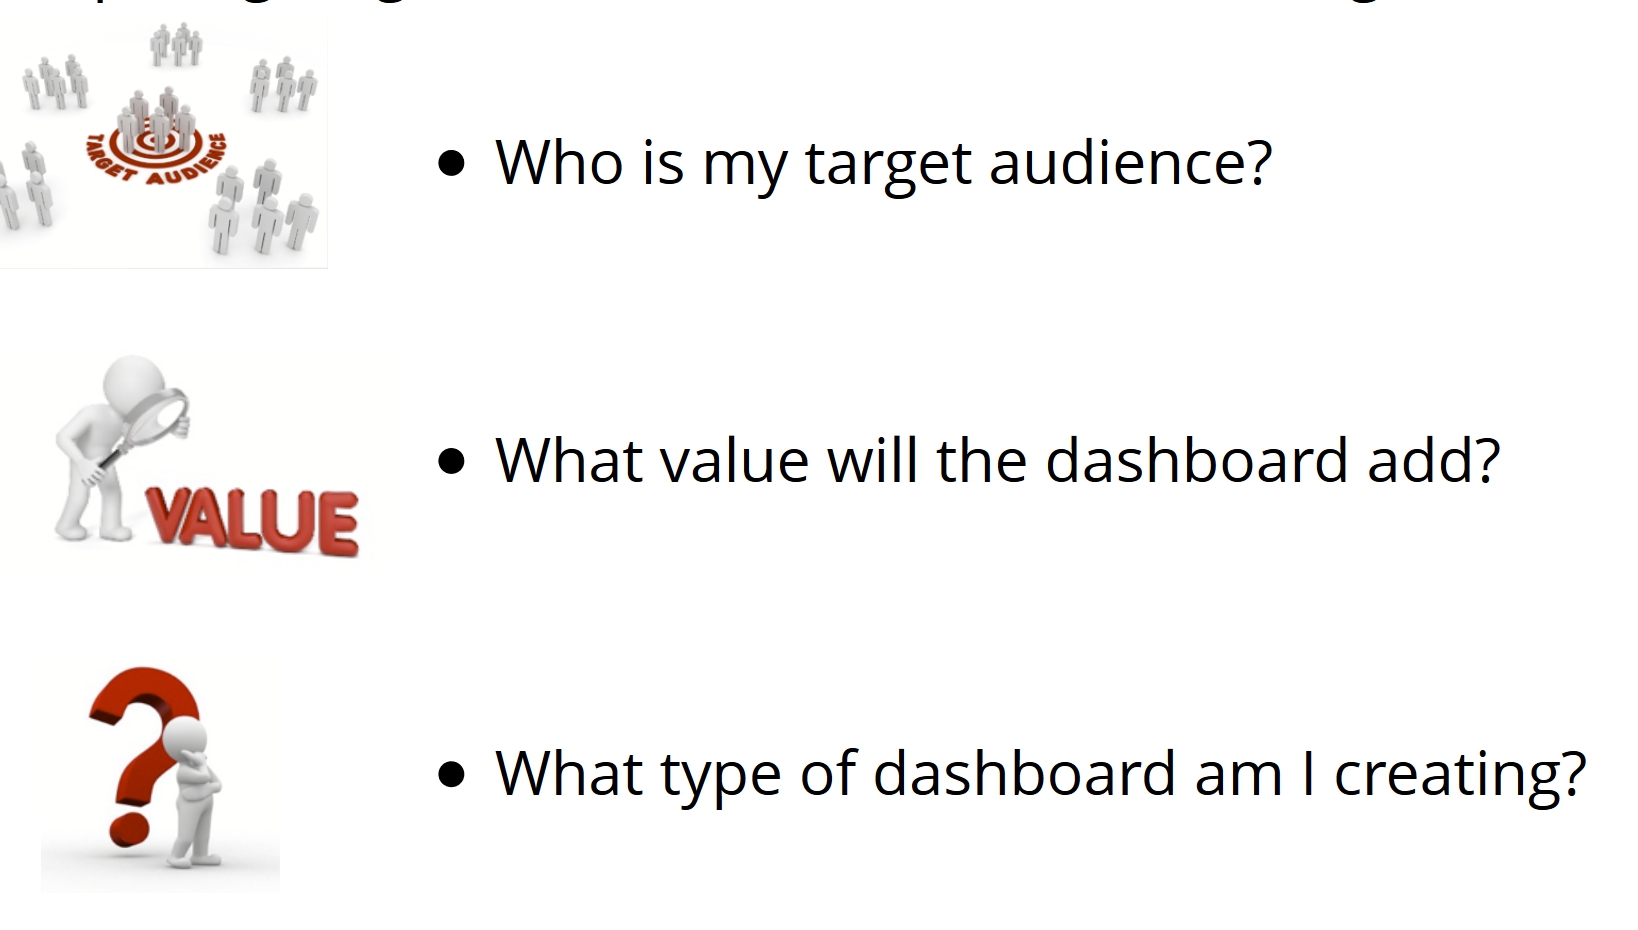 TARGET AUDIENCE
• Who is my target audience?
VALUE
• What value will the dashboard add?
?
• What type of dashboard am I creating?